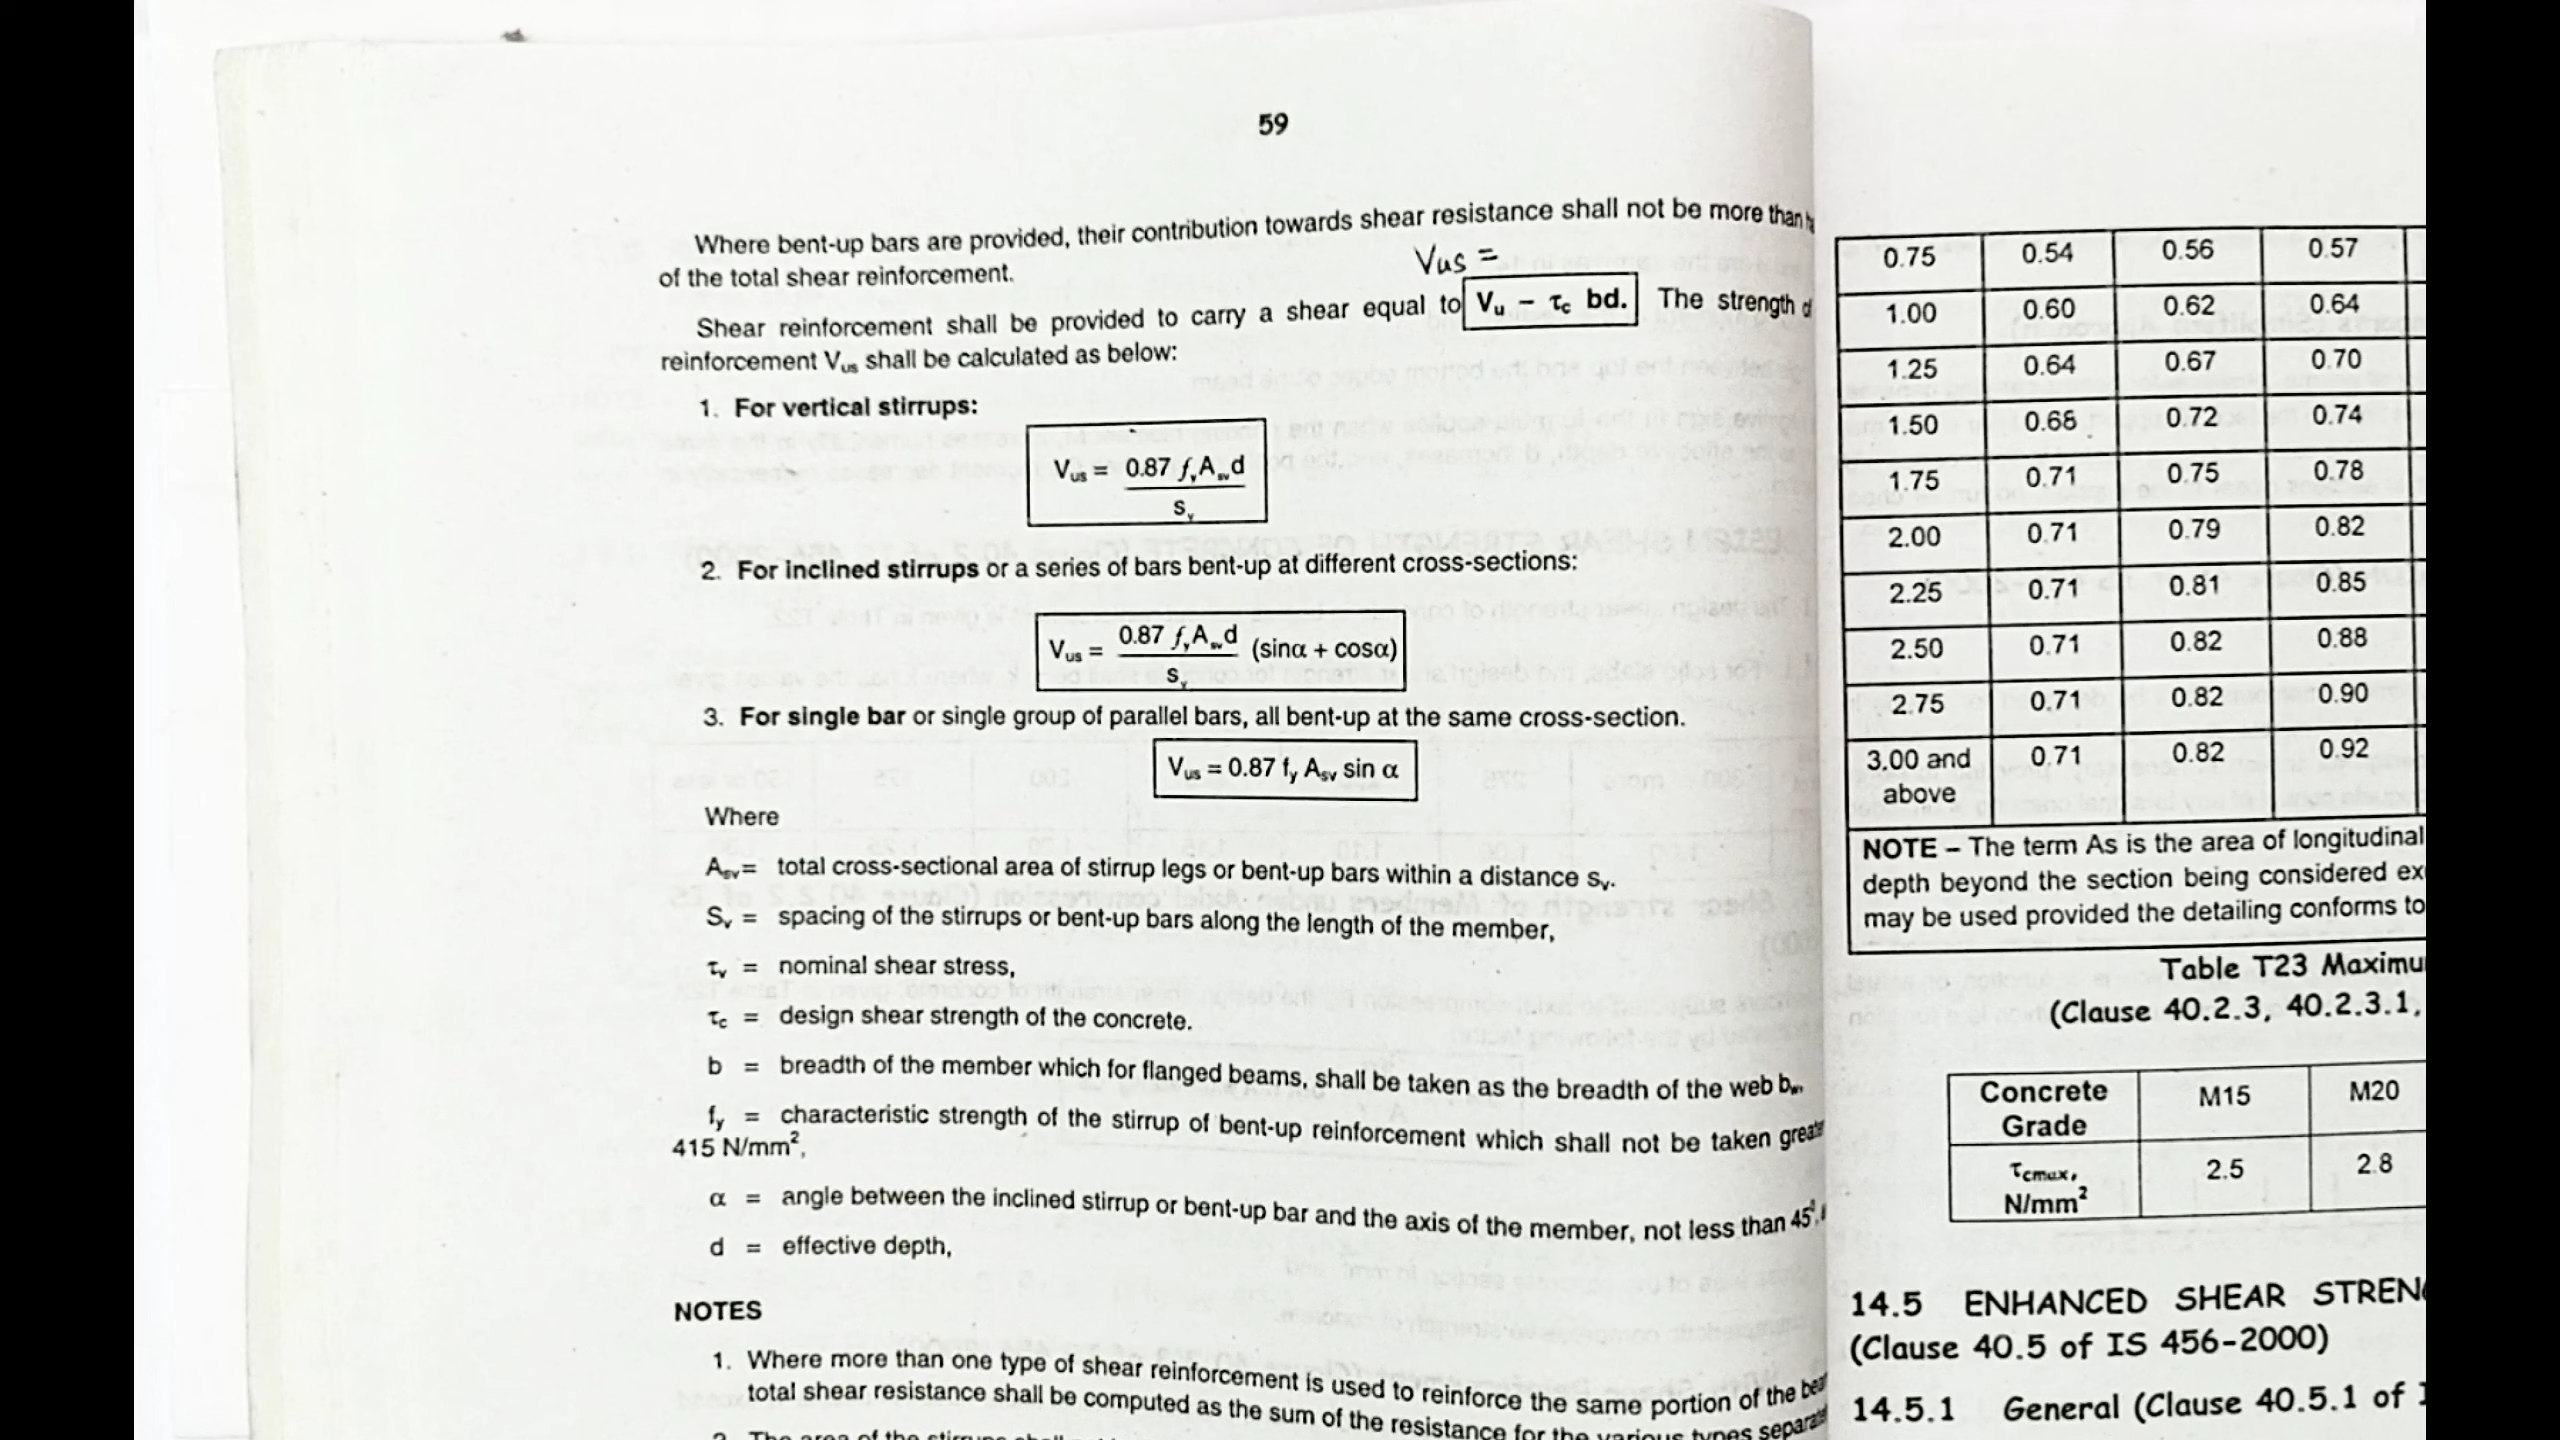 59
Where bent-up bars are provided, their contribution towards shear resistance shall not be more than
of the total shear reinforcement.
Vus =
Shear reinforcement shall be provided to carry a shear equal to Vu – τc bd. The strength
reinforcement Vus shall be calculated as below:
1. For vertical stirrups:
Vus = 0.87 fy Asv d
sv
2. For inclined stirrups or a series of bars bent-up at different cross-sections:
Vus = 0.87 fy Asv d (sinα + cosα)
sv
3. For single bar or single group of parallel bars, all bent-up at the same cross-section.
Vus = 0.87 fy Asv sin α
Where
Asv = total cross-sectional area of stirrup legs or bent-up bars within a distance sv.
Sv = spacing of the stirrups or bent-up bars along the length of the member,
τv = nominal shear stress,
τc = design shear strength of the concrete.
b = breadth of the member which for flanged beams, shall be taken as the breadth of the web bw,
fy = characteristic strength of the stirrup of bent-up reinforcement which shall not be taken
415 N/mm²,
α = angle between the inclined stirrup or bent-up bar and the axis of the member, not less than 45°,
d = effective depth,
NOTES
1. Where more than one type of shear reinforcement is used to reinforce the same portion of the
total shear resistance shall be computed as the sum of the resistance for the various types
0.75 0.54 0.56 0.57
1.00 0.60 0.62 0.64
1.25 0.64 0.67 0.70
1.50 0.68 0.72 0.74
1.75 0.71 0.75 0.78
2.00 0.71 0.79 0.82
2.25 0.71 0.81 0.85
2.50 0.71 0.82 0.88
2.75 0.71 0.82 0.90
3.00 and above 0.71 0.82 0.92
NOTE – The term As is the area of longitudinal
depth beyond the section being considered
may be used provided the detailing conforms to
Table T23
(Clause 40.2.3, 40.2.3.1,
Concrete Grade M15 M20
τcmax, N/mm² 2.5 2.8
14.5 ENHANCED SHEAR
(Clause 40.5 of IS 456-2000)
14.5.1 General (Clause 40.5.1 of